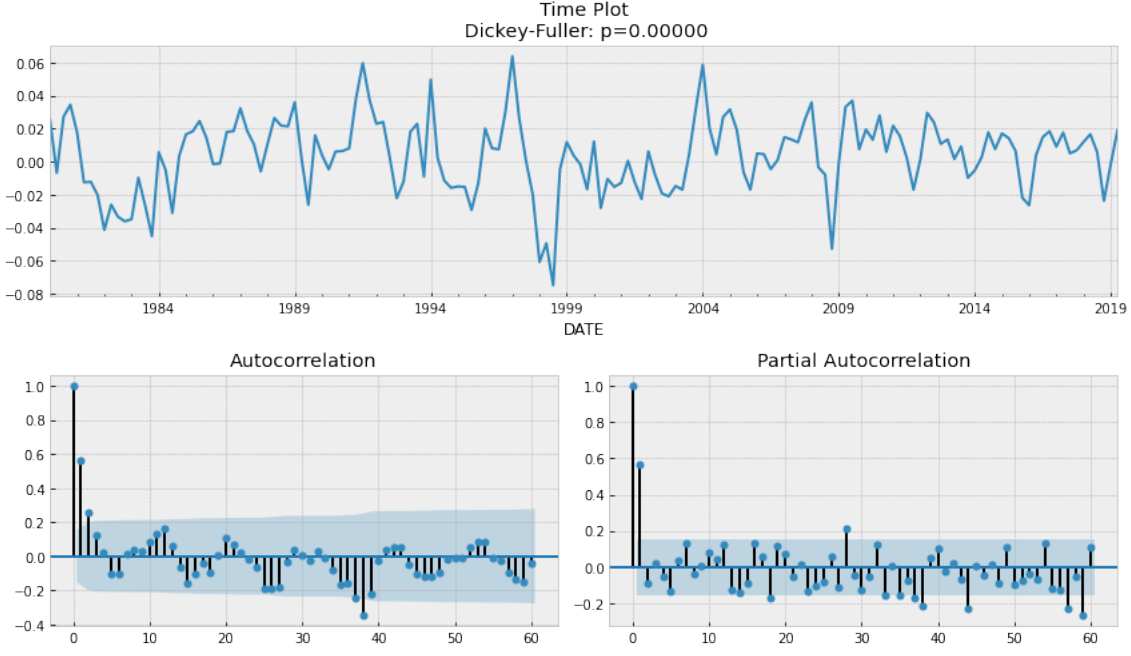 Time Plot
Dickey-Fuller: p=0.00000
0.06
0.04
0.02
0.00
−0.02
−0.04
−0.06
−0.08
1984 1989 1994 1999 2004 2009 2014 2019
DATE
Autocorrelation
1.0
0.8
0.6
0.4
0.2
0.0
−0.2
−0.4
0 10 20 30 40 50 60
Partial Autocorrelation
1.0
0.8
0.6
0.4
0.2
0.0
−0.2
0 10 20 30 40 50 60